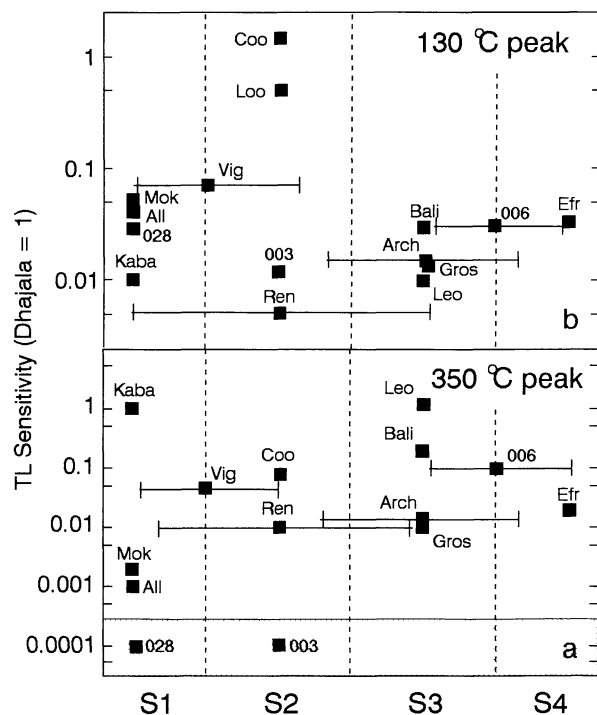 130 °C peak
1
0.1
0.01
TL Sensitivity (Dhajala = 1)
Coo
Loo
Vig
Mok
All
028
Kaba
003
Ren
Bali
006
Efr
Arch
Gros
Leo
b
350 °C peak
1
0.1
0.01
0.001
0.0001
Kaba
Leo
Bali
Coo
Vig
006
Ren
Arch
Efr
Gros
Mok
All
028
003
a
S1 S2 S3 S4